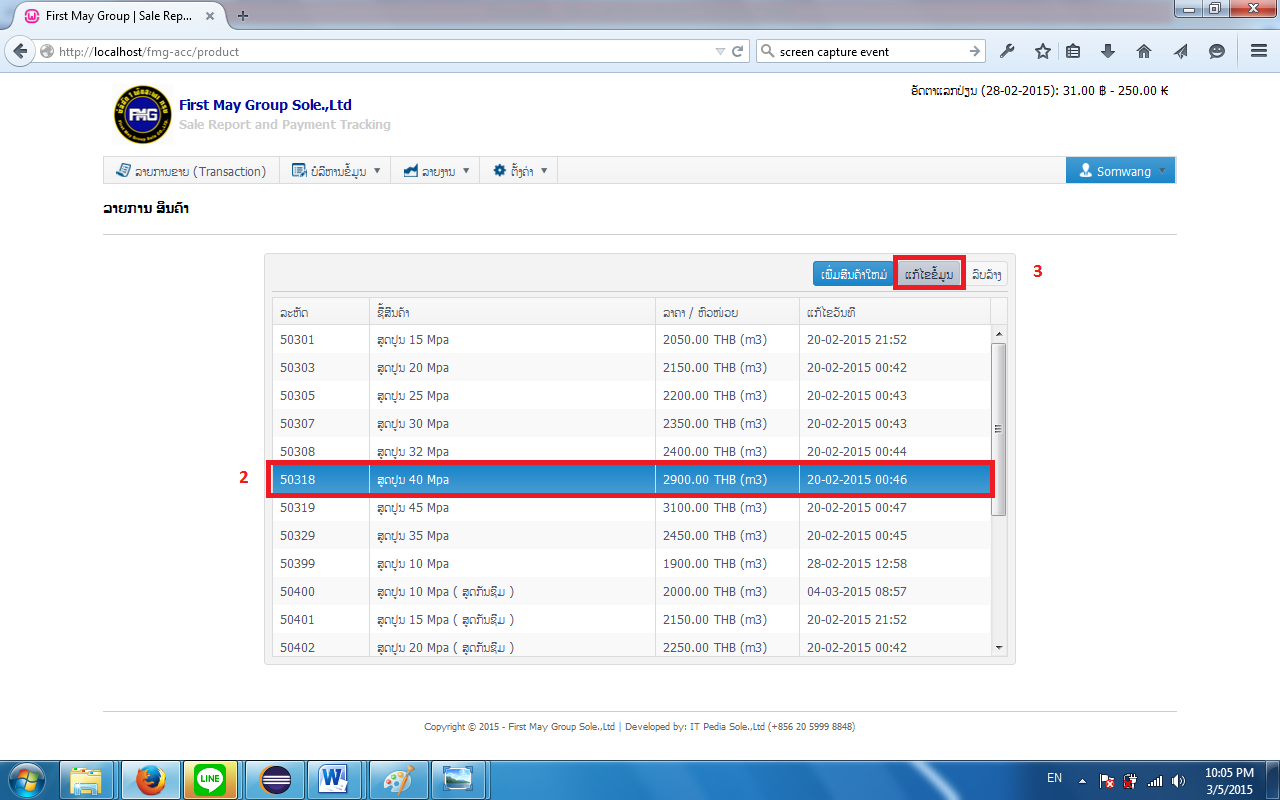 First May Group | Sale Rep...
http://localhost/fmg-acc/product
screen capture event
FMG
First May Group Sole.,Ltd
Sale Report and Payment Tracking
ອັດຕາແລກປ່ຽນ (28-02-2015): 31.00 ฿ - 250.00 ₭
ລາຍການຂາຍ (Transaction) ບໍລິຫານຂໍ້ມູນ ລາຍງານ ຕັ້ງຄ່າ Somwang
ລາຍການ ສິນຄ້າ
ເພີ່ມສິນຄ້າໃຫມ່ ແກ້ໄຂຂໍ້ມູນ ລຶບລ້າງ 3
ລະຫັດ ຊື່ສິນຄ້າ ລາຄາ / ຫົວໜ່ວຍ ແກ້ໄຂວັນທີ
50301 ສູດປູນ 15 Mpa 2050.00 THB (m3) 20-02-2015 21:52
50303 ສູດປູນ 20 Mpa 2150.00 THB (m3) 20-02-2015 00:42
50305 ສູດປູນ 25 Mpa 2200.00 THB (m3) 20-02-2015 00:43
50307 ສູດປູນ 30 Mpa 2350.00 THB (m3) 20-02-2015 00:43
50308 ສູດປູນ 32 Mpa 2400.00 THB (m3) 20-02-2015 00:44
2 50318 ສູດປູນ 40 Mpa 2900.00 THB (m3) 20-02-2015 00:46
50319 ສູດປູນ 45 Mpa 3100.00 THB (m3) 20-02-2015 00:47
50329 ສູດປູນ 35 Mpa 2450.00 THB (m3) 20-02-2015 00:45
50399 ສູດປູນ 10 Mpa 1900.00 THB (m3) 28-02-2015 12:58
50400 ສູດປູນ 10 Mpa ( ສູດກັນຊຶມ ) 2000.00 THB (m3) 04-03-2015 08:57
50401 ສູດປູນ 15 Mpa ( ສູດກັນຊຶມ ) 2150.00 THB (m3) 20-02-2015 21:52
50402 ສູດປູນ 20 Mpa ( ສູດກັນຊຶມ ) 2250.00 THB (m3) 20-02-2015 00:42
Copyright © 2015 - First May Group Sole.,Ltd | Developed by: IT Pedia Sole.,Ltd (+856 20 5999 8848)
LINE
EN
10:05 PM
3/5/2015